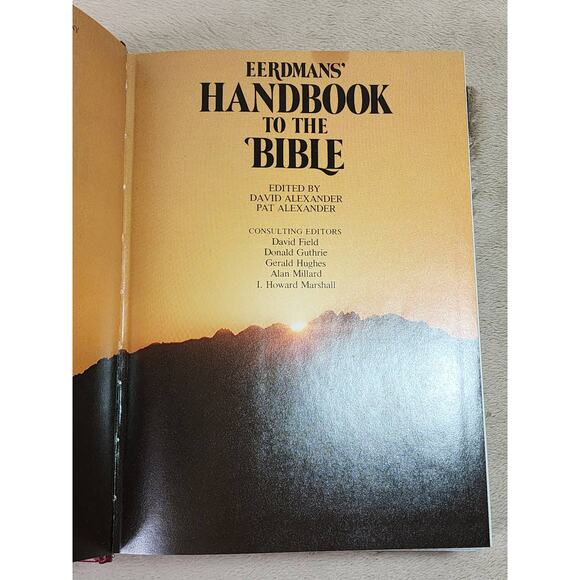 EERDMANS'
HANDBOOK
TO THE
BIBLE
EDITED BY
DAVID ALEXANDER
PAT ALEXANDER
CONSULTING EDITORS
David Field
Donald Guthrie
Gerald Hughes
Alan Millard
I. Howard Marshall